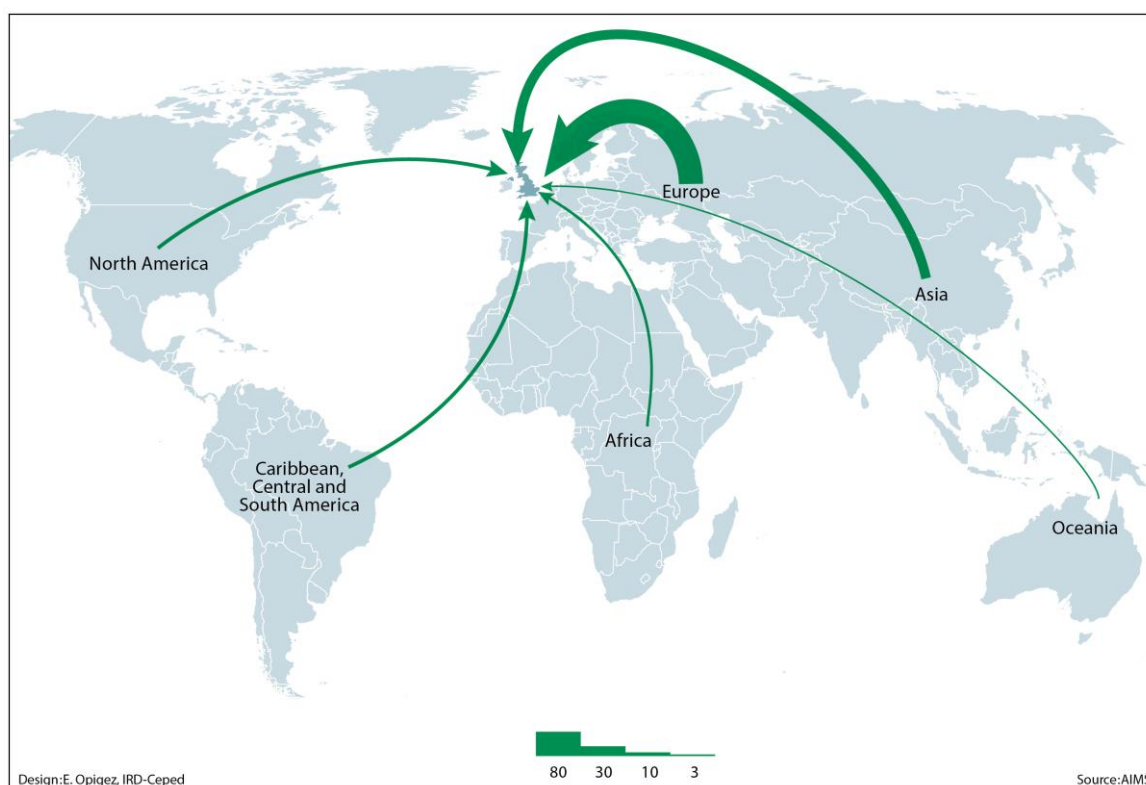 Europe
North America
Asia
Africa
Caribbean,
Central and
South America
Oceania
80 30 10 3
Design:E. Opigez, IRD-Ceped
Source:AIMS